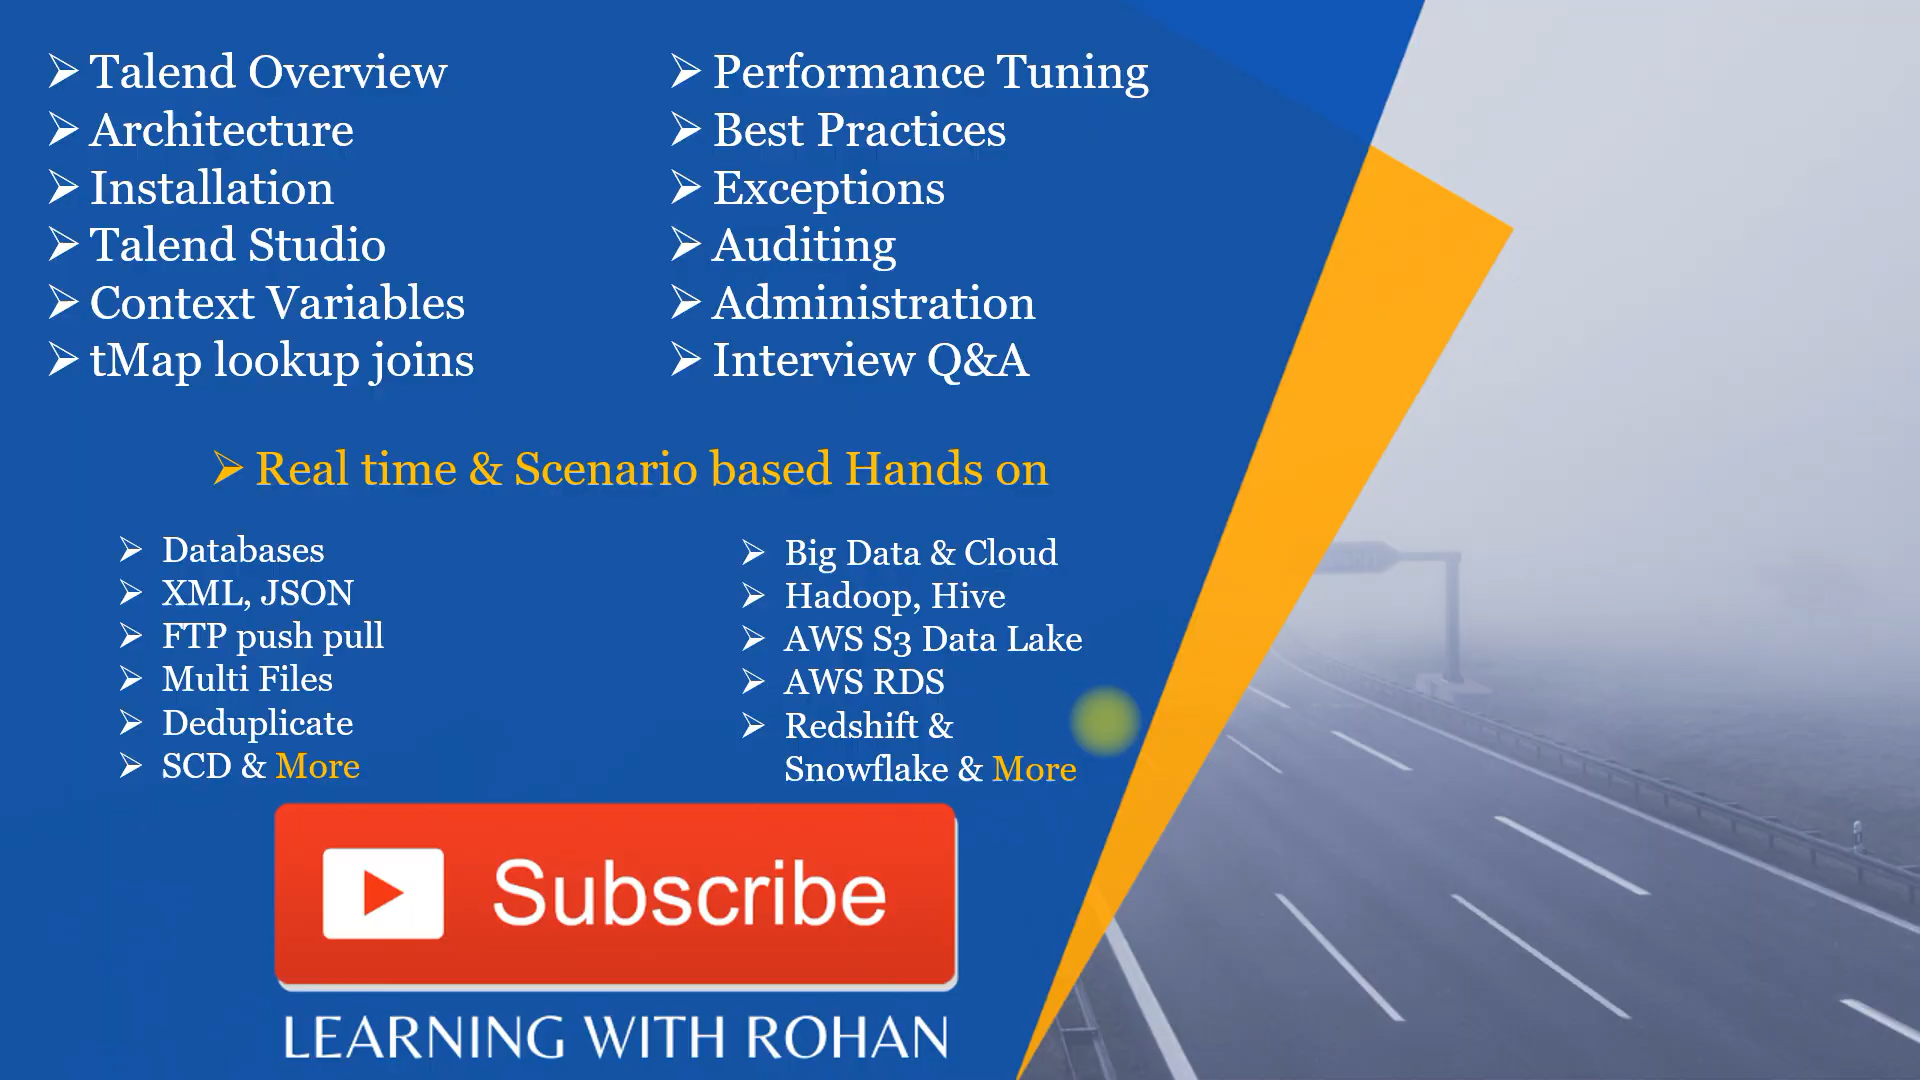 Talend Overview
Architecture
Installation
Talend Studio
Context Variables
tMap lookup joins
Performance Tuning
Best Practices
Exceptions
Auditing
Administration
Interview Q&A
Real time & Scenario based Hands on
Databases
XML, JSON
FTP push pull
Multi Files
Deduplicate
SCD & More
Big Data & Cloud
Hadoop, Hive
AWS S3 Data Lake
AWS RDS
Redshift &
Snowflake & More
Subscribe
LEARNING WITH ROHAN